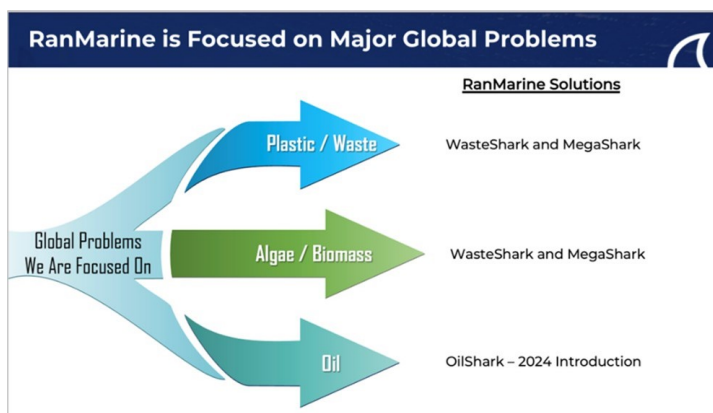 RanMarine is Focused on Major Global Problems
RanMarine Solutions
Plastic / Waste
WasteShark and MegaShark
Global Problems
We Are Focused On
Algae / Biomass
WasteShark and MegaShark
Oil
OilShark – 2024 Introduction